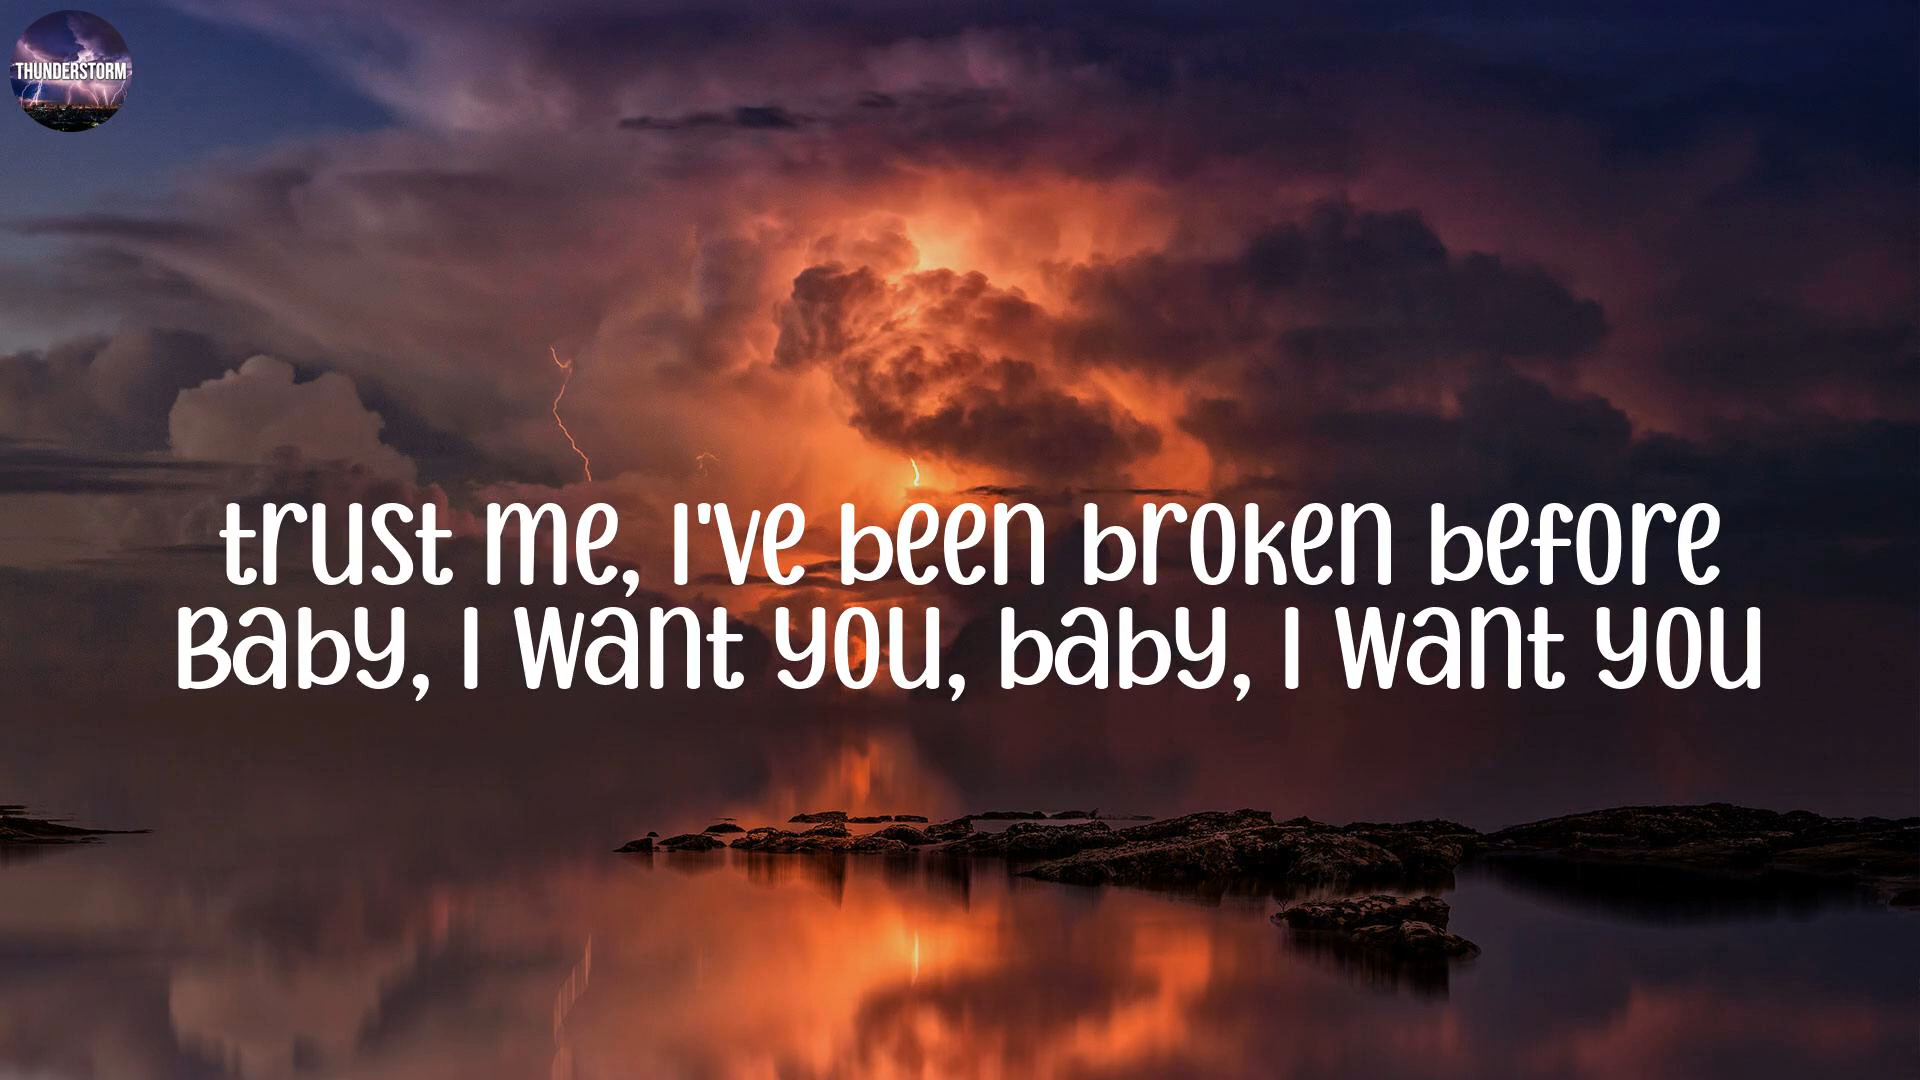 THUNDERSTORM
trust me, I've been broken before
Baby, I want you, baby, I want you